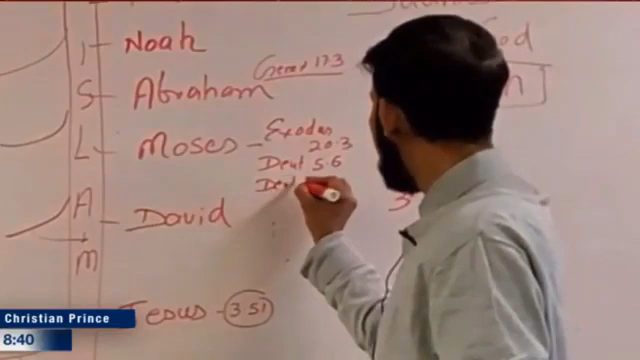 God
I - Noah
Genes 17.3
S - Abraham
n
L - Moses - Exodus
20.3
Deut 5.6
Deut
A - David
M
Jesus - 3.51
Christian Prince
8:40